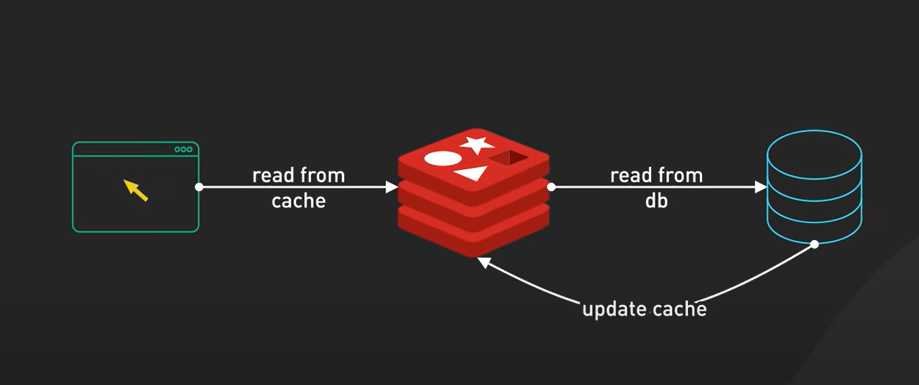 read from
cache
read from
db
update cache